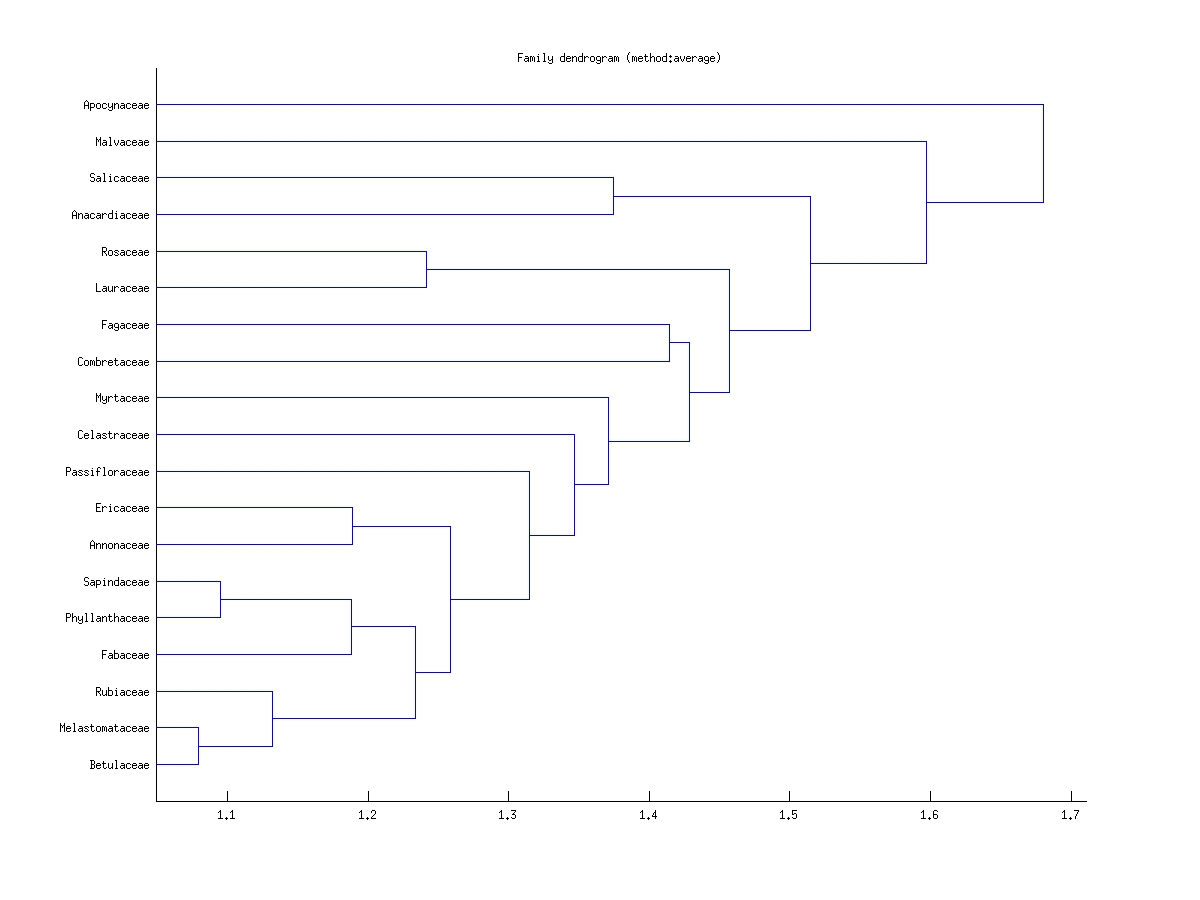 Family dendrogram (method:average)
Apocynaceae
Malvaceae
Salicaceae
Anacardiaceae
Rosaceae
Lauraceae
Fagaceae
Combretaceae
Myrtaceae
Celastraceae
Passifloraceae
Ericaceae
Annonaceae
Sapindaceae
Phyllanthaceae
Fabaceae
Rubiaceae
Melastomataceae
Betulaceae
1.1 1.2 1.3 1.4 1.5 1.6 1.7